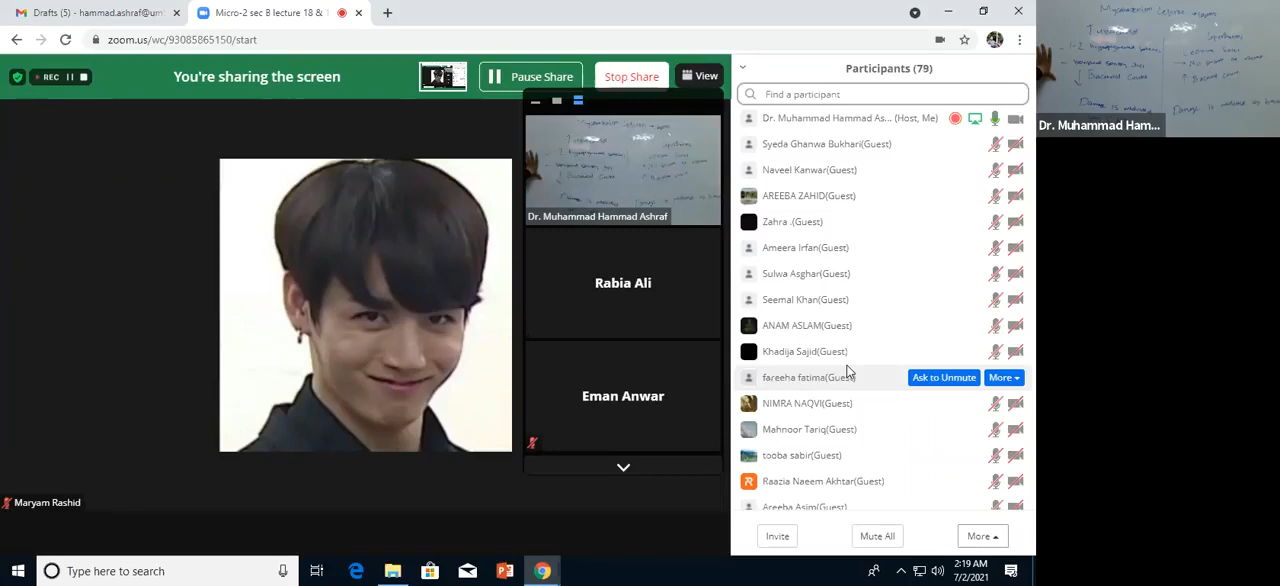 Drafts (5) - hammad.ashraf@um
Micro-2 sec B lecture 18 & 1
zoom.us/wc/93085865150/start
REC
You're sharing the screen
Pause Share
Stop Share
View
Dr. Muhammad Hammad Ashraf
Rabia Ali
Eman Anwar
Maryam Rashid
Participants (79)
Find a participant
Dr. Muhammad Hammad As... (Host, Me)
Syeda Ghanwa Bukhari(Guest)
Naveel Kanwar(Guest)
AREEBA ZAHID(Guest)
Zahra .(Guest)
Ameera Irfan(Guest)
Sulwa Asghar(Guest)
Seemal Khan(Guest)
ANAM ASLAM(Guest)
Khadija Sajid(Guest)
fareeha fatima(Guest)
Ask to Unmute
More
NIMRA NAQVI(Guest)
Mahnoor Tariq(Guest)
tooba sabir(Guest)
R
Raazia Naeem Akhtar(Guest)
Areeba Asim(Guest)
Invite
Mute All
More
Dr. Muhammad Ham...
Type here to search
2:19 AM
7/2/2021